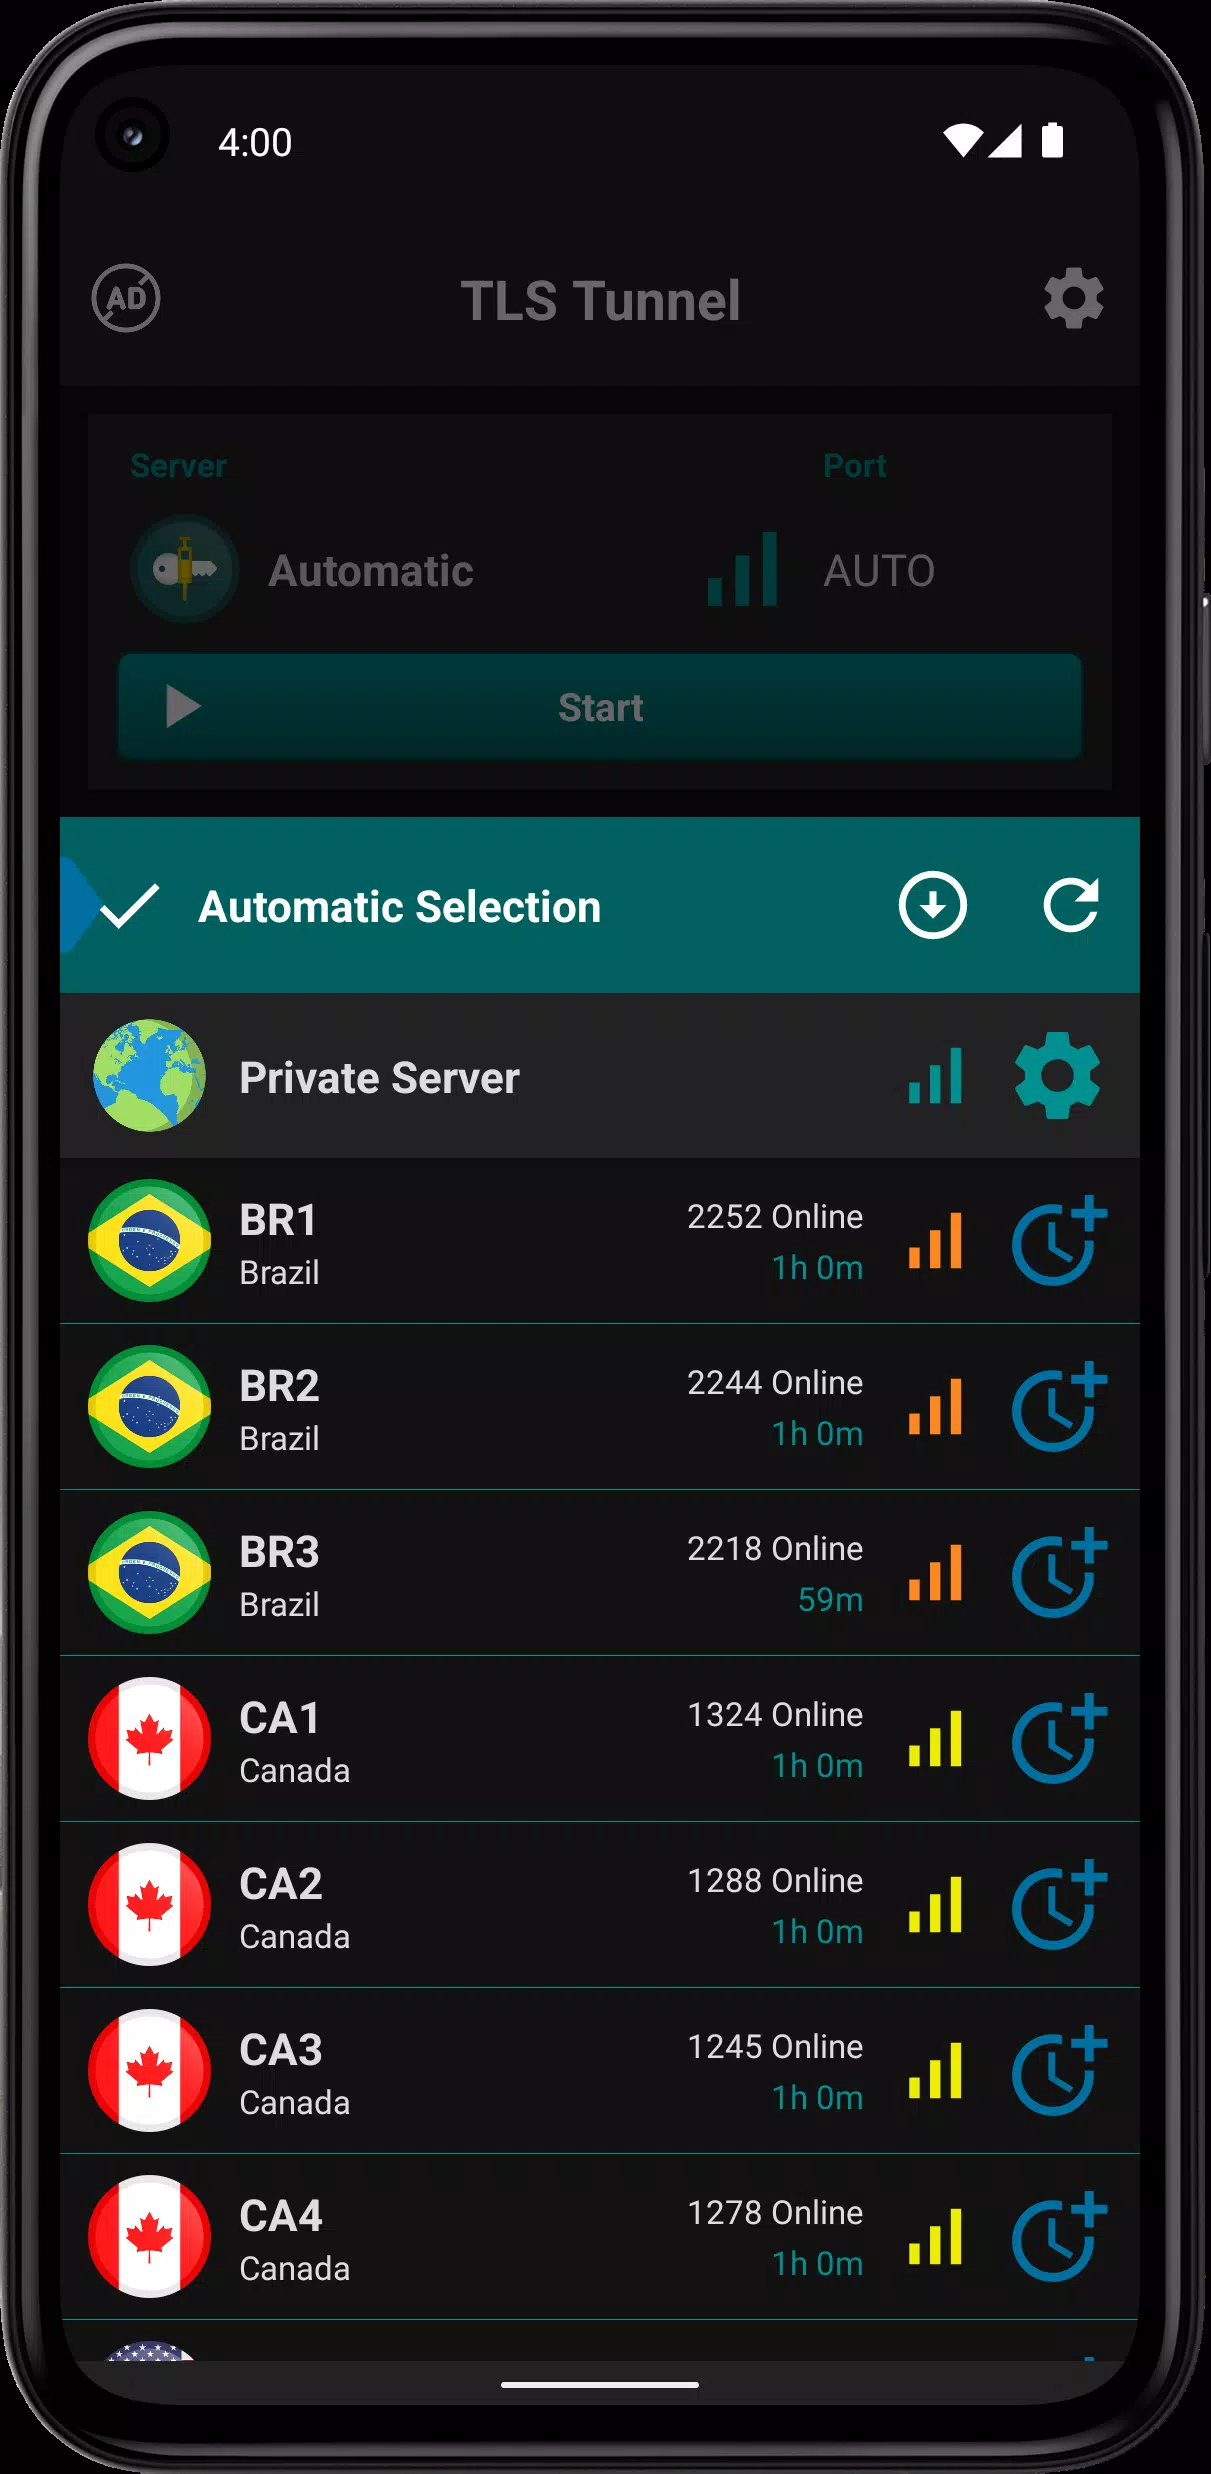 4:00
AD
TLS Tunnel
Server
Port
Automatic
AUTO
Start
Automatic Selection
Private Server
BR1
2252 Online
Brazil
1h 0m
BR2
2244 Online
Brazil
1h 0m
BR3
2218 Online
Brazil
59m
CA1
1324 Online
Canada
1h 0m
CA2
1288 Online
Canada
1h 0m
CA3
1245 Online
Canada
1h 0m
CA4
1278 Online
Canada
1h 0m